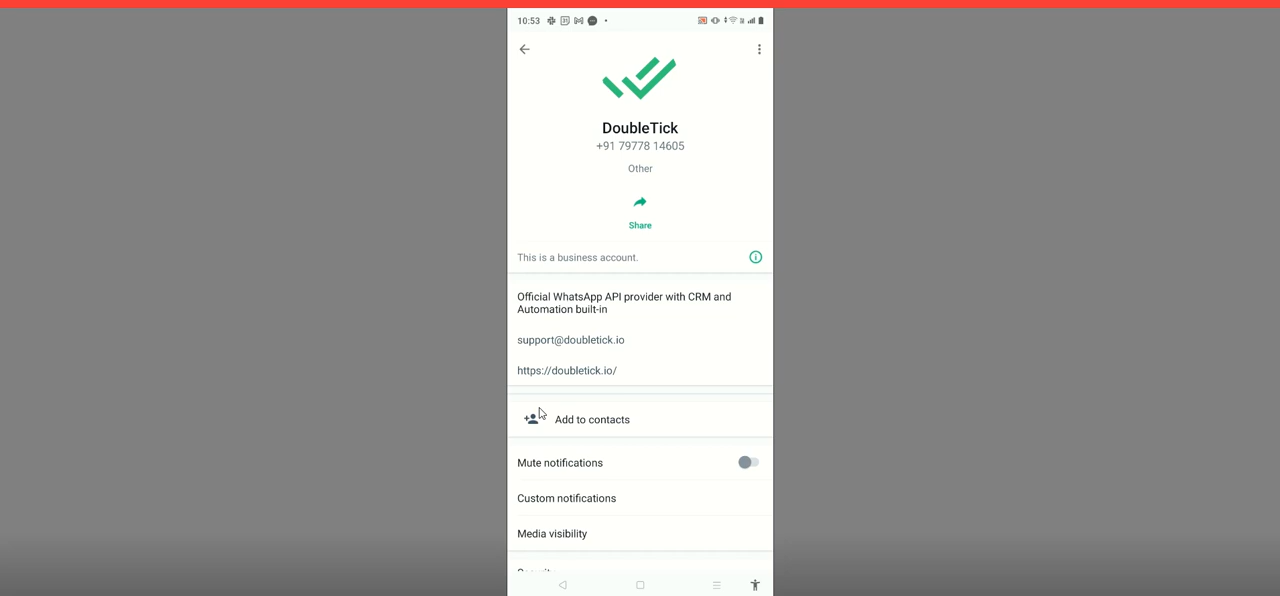 10:53
31
DoubleTick
+91 79778 14605
Other
Share
This is a business account.
Official WhatsApp API provider with CRM and
Automation built-in
support@doubletick.io
https://doubletick.io/
Add to contacts
Mute notifications
Custom notifications
Media visibility